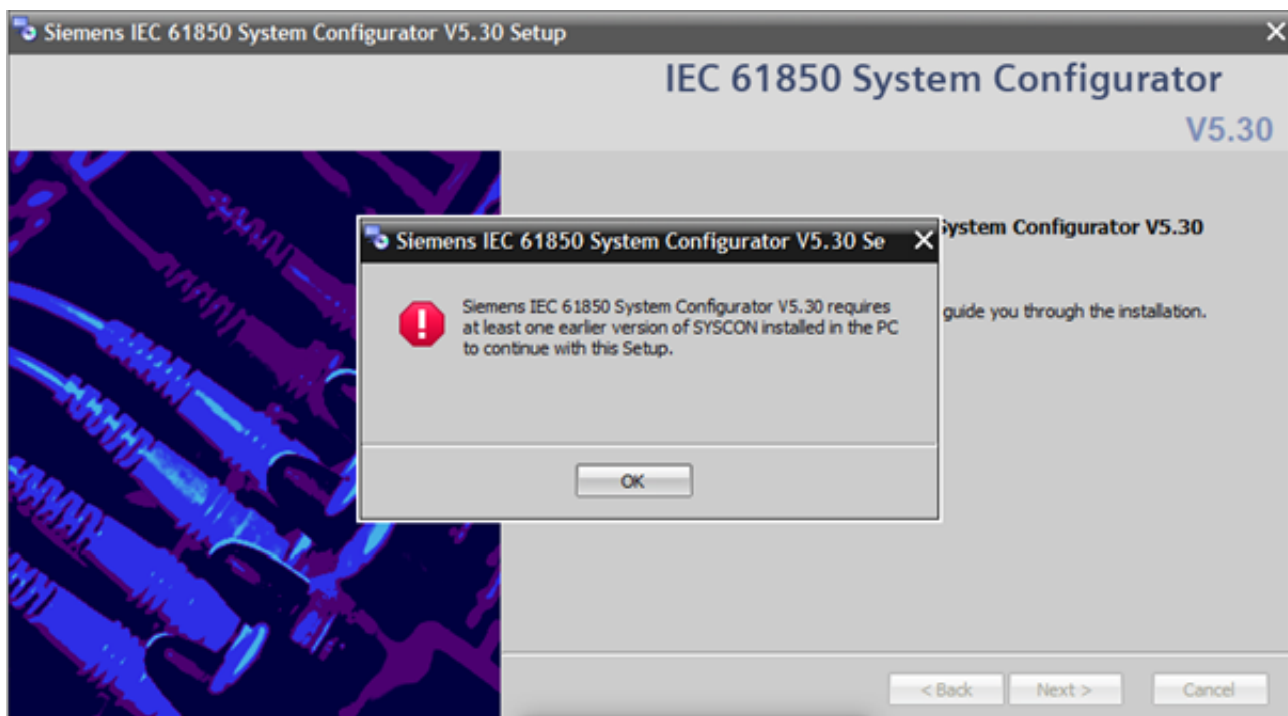 Siemens IEC 61850 System Configurator V5.30 Setup
IEC 61850 System Configurator
V5.30
System Configurator V5.30
Siemens IEC 61850 System Configurator V5.30 Se
Siemens IEC 61850 System Configurator V5.30 requires
at least one earlier version of SYSCON installed in the PC
to continue with this Setup.
guide you through the installation.
OK
< Back
Next >
Cancel